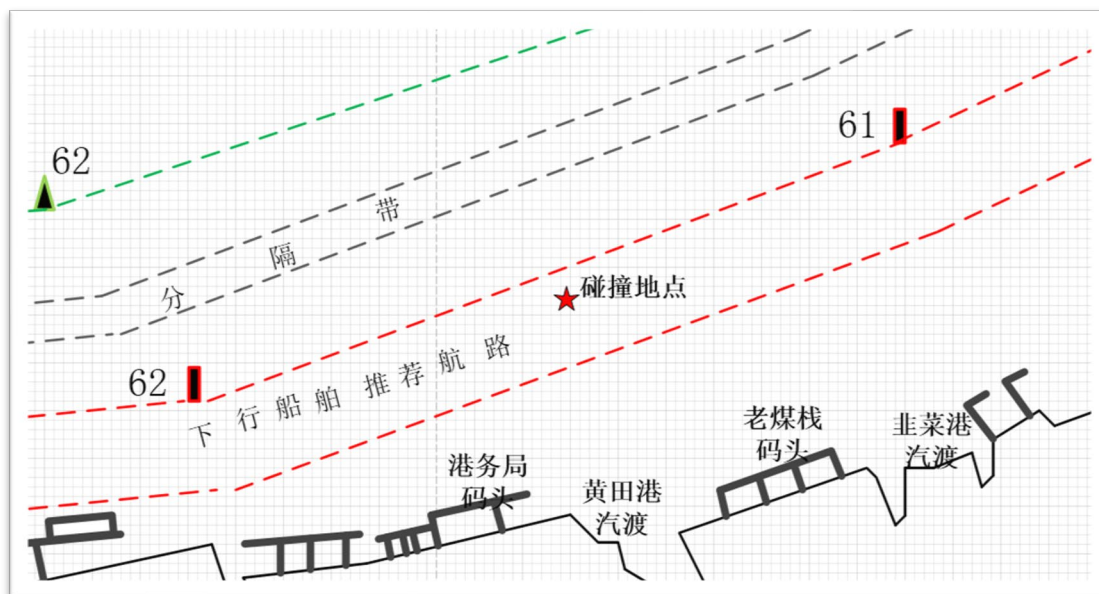 61
62
分隔带
碰撞地点
62
下行船舶 推荐航路
老煤栈
码头
韭菜港
汽渡
港务局
码头
黄田港
汽渡